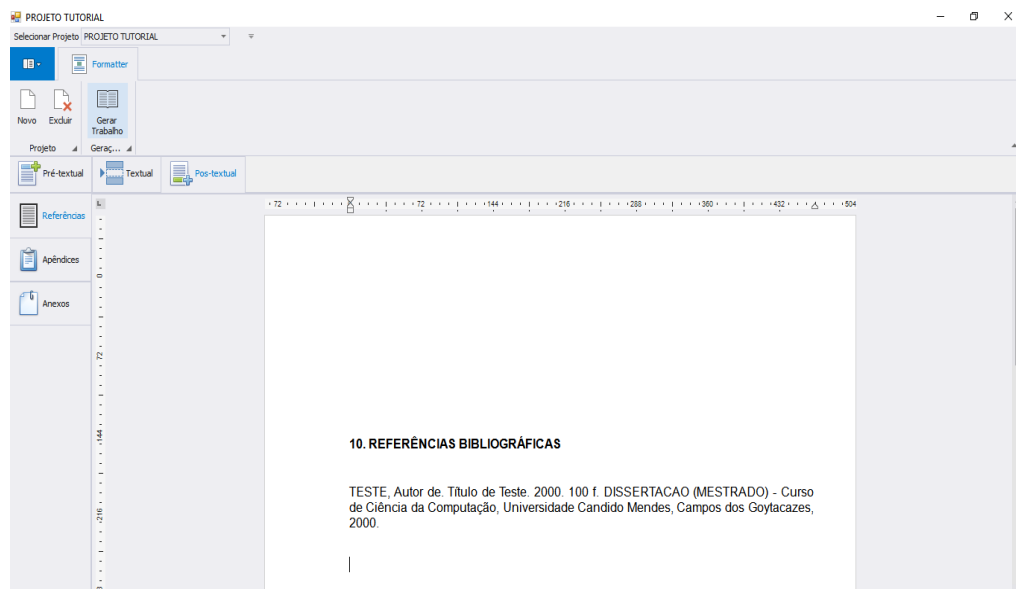 PROJETO TUTORIAL
Selecionar Projeto PROJETO TUTORIAL
Formatter
Novo Excluir Gerar
Trabalho
Projeto Geraç...
Pré-textual Textual Pos-textual
L 72 72 144 216 288 360 432 504
Referências
Apêndices
0
Anexos
72
144
10. REFERÊNCIAS BIBLIOGRÁFICAS
TESTE, Autor de. Título de Teste. 2000. 100 f. DISSERTACAO (MESTRADO) - Curso
de Ciência da Computação, Universidade Candido Mendes, Campos dos Goytacazes,
216
2000.